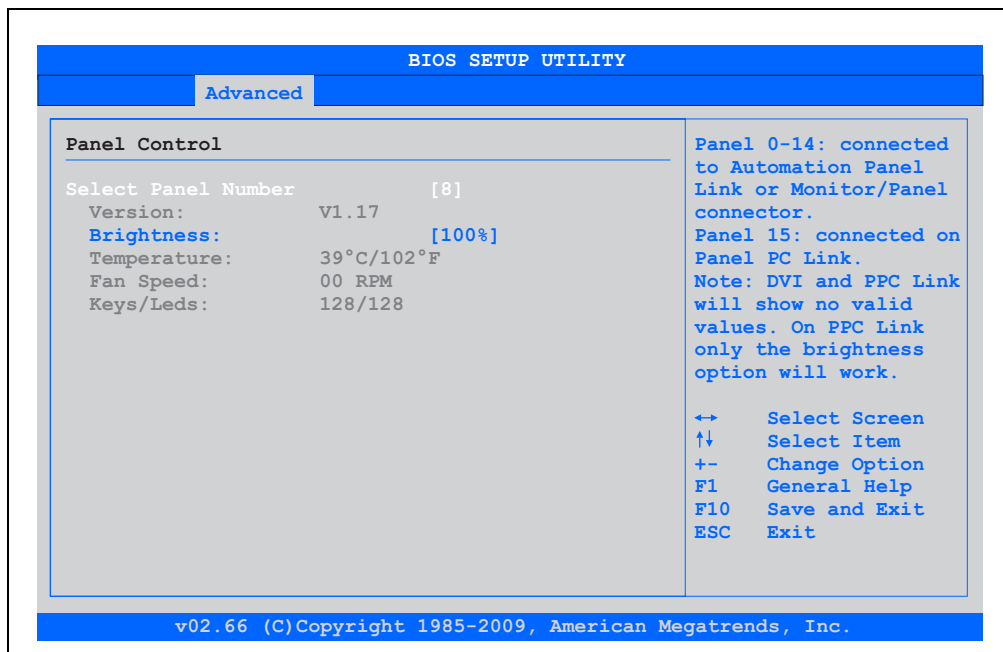 BIOS SETUP UTILITY
Advanced
Panel Control
Select Panel Number [8]
Version: V1.17
Brightness: [100%]
Temperature: 39°C/102°F
Fan Speed: 00 RPM
Keys/Leds: 128/128
Panel 0-14: connected
to Automation Panel
Link or Monitor/Panel
connector.
Panel 15: connected on
Panel PC Link.
Note: DVI and PPC Link
will show no valid
values. On PPC Link
only the brightness
option will work.
↔ Select Screen
↑↓ Select Item
+- Change Option
F1 General Help
F10 Save and Exit
ESC Exit
v02.66 (C)Copyright 1985-2009, American Megatrends, Inc.